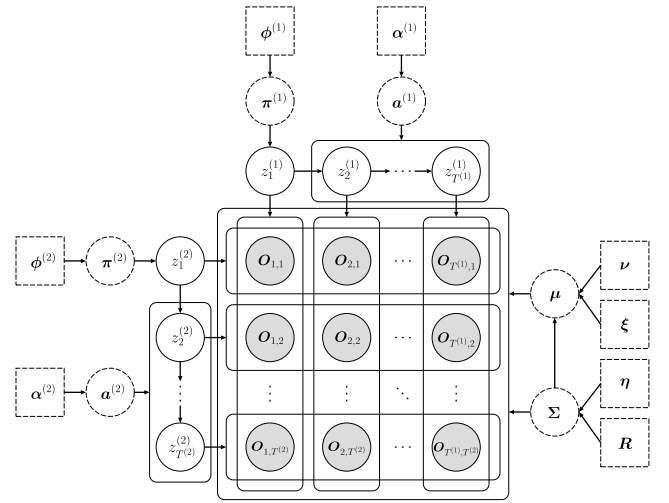 ϕ^(1) α^(1)
π^(1) a^(1)
z_1^(1) z_2^(1) ··· z_{T^(1)}^(1)
ϕ^(2) π^(2) z_1^(2) O_{1,1} O_{2,1} ··· O_{T^(1),1} ν
μ
z_2^(2) O_{1,2} O_{2,2} ··· O_{T^(1),2} ξ
α^(2) a^(2) ⋮ ⋮ ⋮ ⋱ ⋮ η
Σ
z_{T^(2)}^(2) O_{1,T^(2)} O_{2,T^(2)} ··· O_{T^(1),T^(2)} R